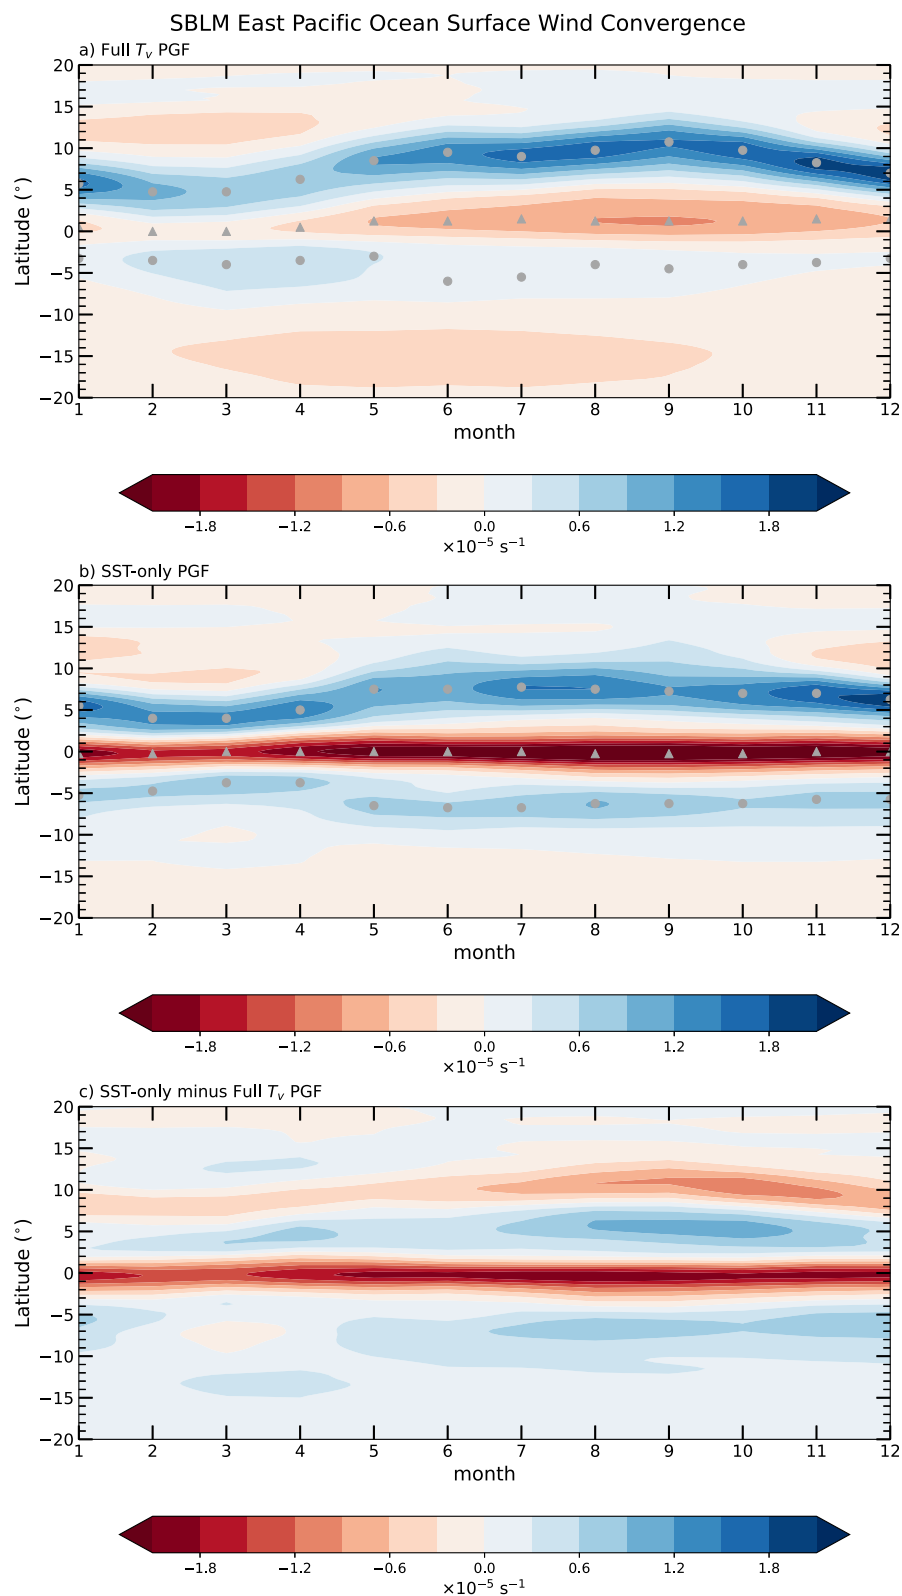 SBLM East Pacific Ocean Surface Wind Convergence
a) Full Tᵥ PGF
20
15
10
5
0
−5
−10
−15
−20
Latitude (°)
1 2 3 4 5 6 7 8 9 10 11 12
month
−1.8 −1.2 −0.6 0.0 0.6 1.2 1.8
×10⁻⁵ s⁻¹
b) SST-only PGF
20
15
10
5
0
−5
−10
−15
−20
Latitude (°)
1 2 3 4 5 6 7 8 9 10 11 12
month
−1.8 −1.2 −0.6 0.0 0.6 1.2 1.8
×10⁻⁵ s⁻¹
c) SST-only minus Full Tᵥ PGF
20
15
10
5
0
−5
−10
−15
−20
Latitude (°)
1 2 3 4 5 6 7 8 9 10 11 12
month
−1.8 −1.2 −0.6 0.0 0.6 1.2 1.8
×10⁻⁵ s⁻¹